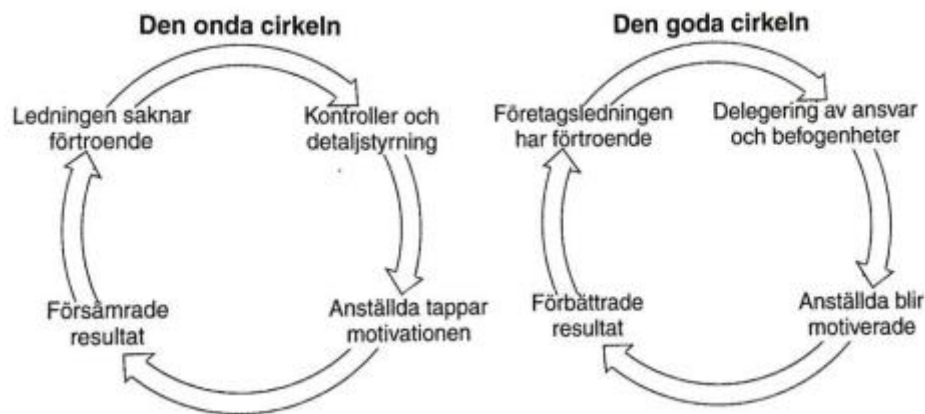 Den onda cirkeln
Ledningen saknar
förtroende
Kontroller och
detaljstyrning
Anställda tappar
motivationen
Försämrade
resultat
Den goda cirkeln
Företagsledningen
har förtroende
Delegering av ansvar
och befogenheter
Anställda blir
motiverade
Förbättrade
resultat